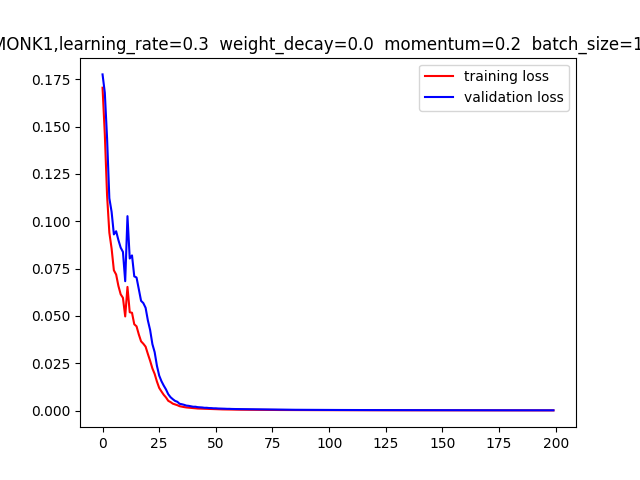 MONK1,learning_rate=0.3 weight_decay=0.0 momentum=0.2 batch_size=1
training loss
validation loss
0.175
0.150
0.125
0.100
0.075
0.050
0.025
0.000
0 25 50 75 100 125 150 175 200